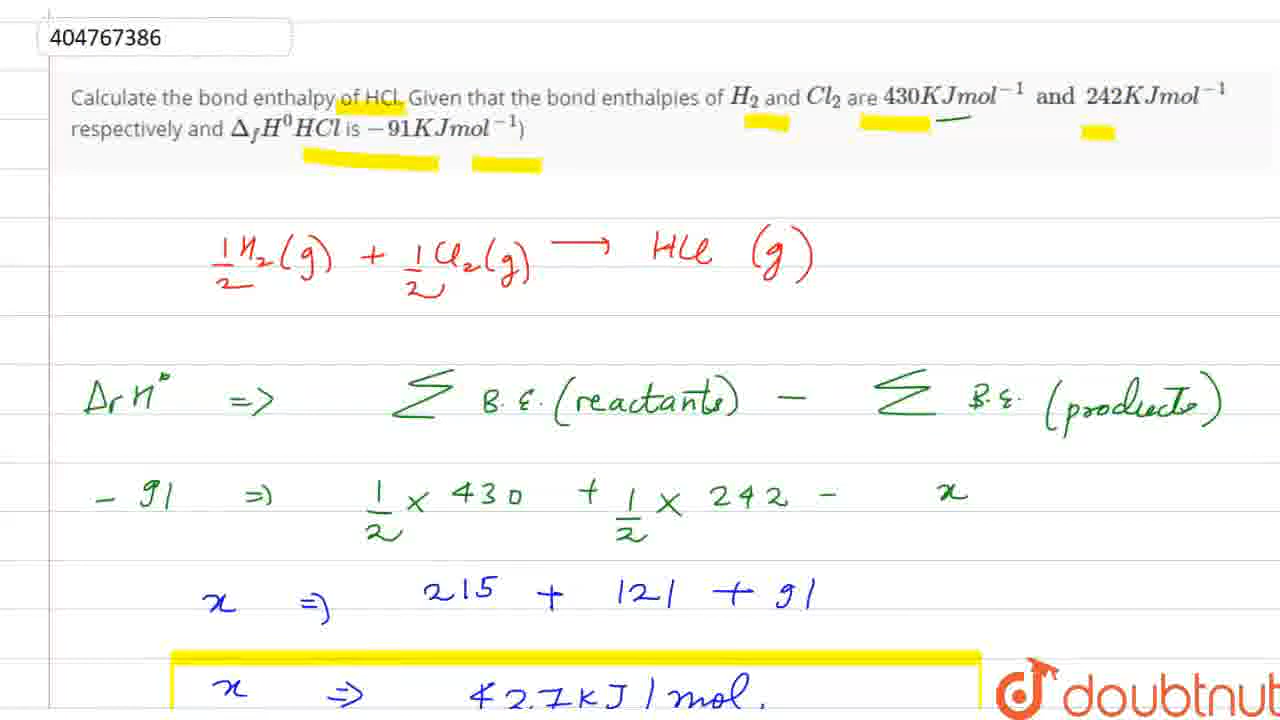 404767386
Calculate the bond enthalpy of HCl. Given that the bond enthalpies of H₂ and Cl₂ are 430KJmol⁻¹ and 242KJmol⁻¹
respectively and Δ_fH⁰HCl is −91KJmol⁻¹)
1/2 H₂(g) + 1/2 Cl₂(g) → HCl (g)
ΔrH° => Σ B.E.(reactants) − Σ B.E. (products)
− 91 => 1/2 × 430 + 1/2 × 242 − x
x => 215 + 121 + 91
x => 427 KJ/mol.
doubtnut